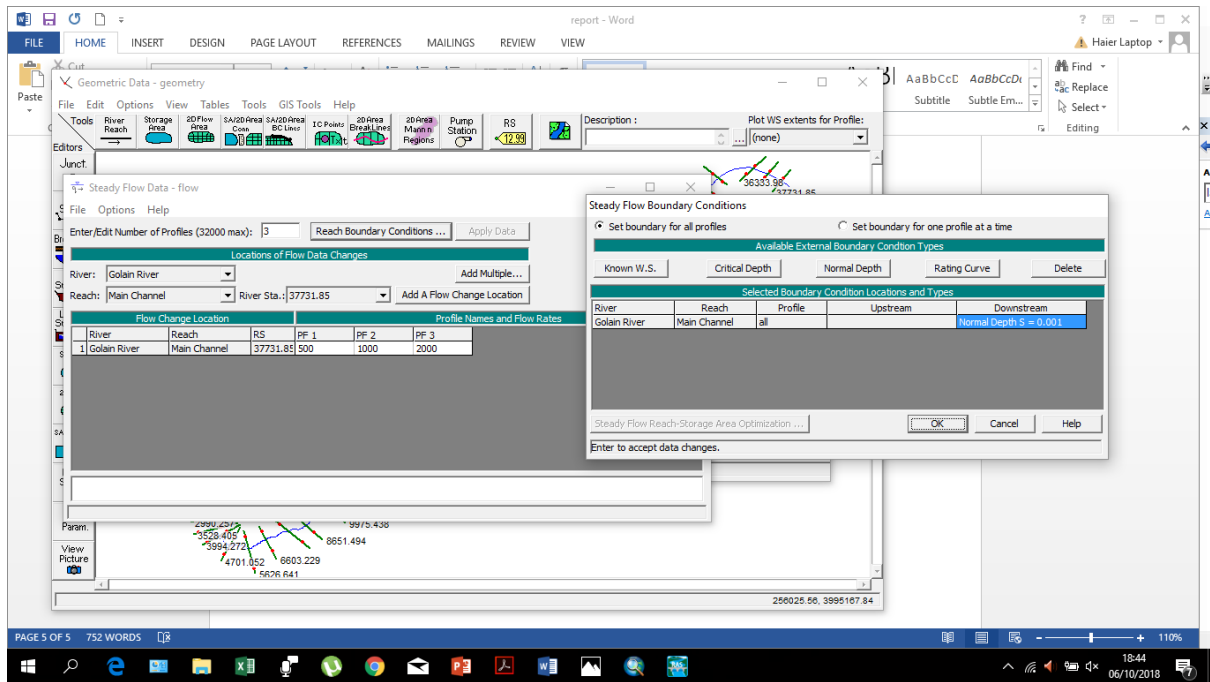 report - Word
FILE HOME INSERT DESIGN PAGE LAYOUT REFERENCES MAILINGS REVIEW VIEW
Haier Laptop
Cut
Paste
AaBbCcD AaBbCcDt
Subtitle Subtle Em...
Find
Replace
Select
Editing
Geometric Data - geometry
File Edit Options View Tables Tools GIS Tools Help
Tools
Editors
River Reach
Storage Area
2D Flow Area
SA/2D Area Conn
SA/2D Area BC Lines
IC Points
2D Area BreakLines
2D Area Mann n Regions
Pump Station
RS
12.99
Description :
...
Plot WS extents for Profile:
(none)
Junct.
36333.98
37731.85
Steady Flow Data - flow
File Options Help
Enter/Edit Number of Profiles (32000 max): 3
Reach Boundary Conditions ...
Apply Data
Locations of Flow Data Changes
River: Golain River
Add Multiple...
Reach: Main Channel
River Sta.: 37731.85
Add A Flow Change Location
Flow Change Location
Profile Names and Flow Rates
River Reach RS PF 1 PF 2 PF 3
1 Golain River Main Channel 37731.85 500 1000 2000
Steady Flow Boundary Conditions
Set boundary for all profiles
Set boundary for one profile at a time
Available External Boundary Condtion Types
Known W.S. Critical Depth Normal Depth Rating Curve Delete
Selected Boundary Condition Locations and Types
River Reach Profile Upstream Downstream
Golain River Main Channel all Normal Depth S = 0.001
Steady Flow Reach-Storage Area Optimization ...
OK Cancel Help
Enter to accept data changes.
Param.
View Picture
2990.257
3528.405
3994.272
4701.052
5626.641
6603.229
8651.494
9975.438
256025.56, 3995167.84
PAGE 5 OF 5 752 WORDS
110%
18:44
06/10/2018